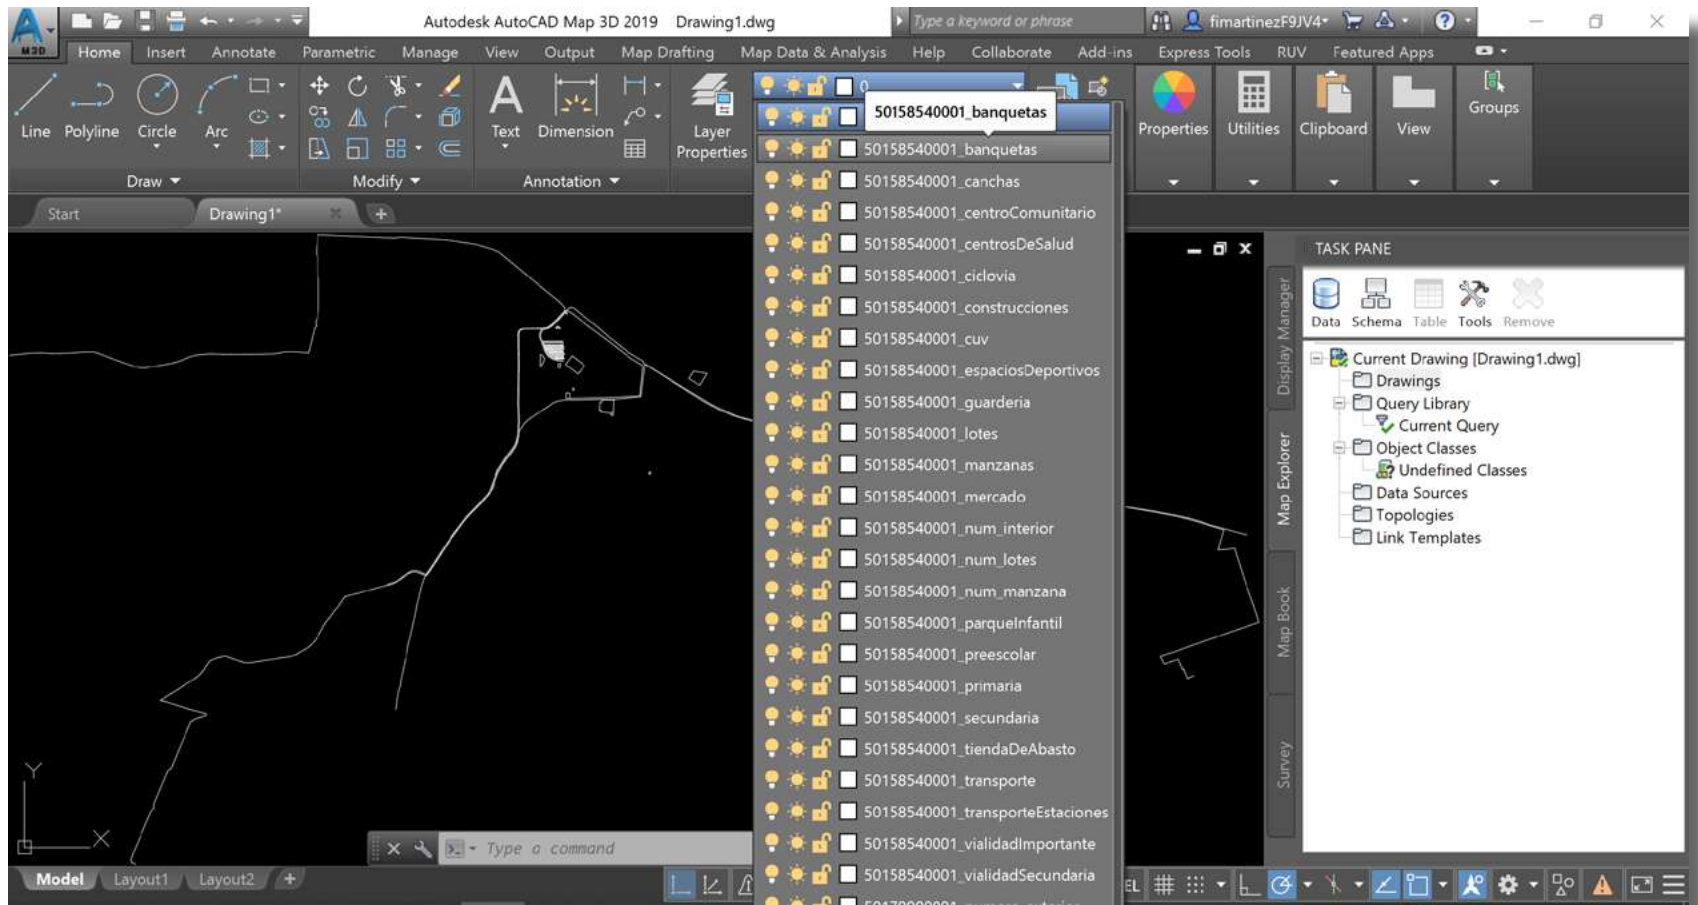 M3D
Autodesk AutoCAD Map 3D 2019 Drawing1.dwg
Type a keyword or phrase
fimartinezF9JV4
Home Insert Annotate Parametric Manage View Output Map Drafting Map Data & Analysis Help Collaborate Add-ins Express Tools RUV Featured Apps
Line Polyline Circle Arc
Draw
Modify
Text Dimension
Annotation
Layer
Properties
0
Properties Utilities Clipboard View Groups
Start Drawing1*
50158540001_banquetas
50158540001_banquetas
50158540001_canchas
50158540001_centroComunitario
50158540001_centrosDeSalud
50158540001_ciclovia
50158540001_construcciones
50158540001_cuv
50158540001_espaciosDeportivos
50158540001_guarderia
50158540001_lotes
50158540001_manzanas
50158540001_mercado
50158540001_num_interior
50158540001_num_lotes
50158540001_num_manzana
50158540001_parqueInfantil
50158540001_preescolar
50158540001_primaria
50158540001_secundaria
50158540001_tiendaDeAbasto
50158540001_transporte
50158540001_transporteEstaciones
50158540001_vialidadImportante
50158540001_vialidadSecundaria
TASK PANE
Data Schema Table Tools Remove
Current Drawing [Drawing1.dwg]
Drawings
Query Library
Current Query
Object Classes
Undefined Classes
Data Sources
Topologies
Link Templates
Display Manager
Map Explorer
Map Book
Survey
Y
X
Type a command
Model Layout1 Layout2